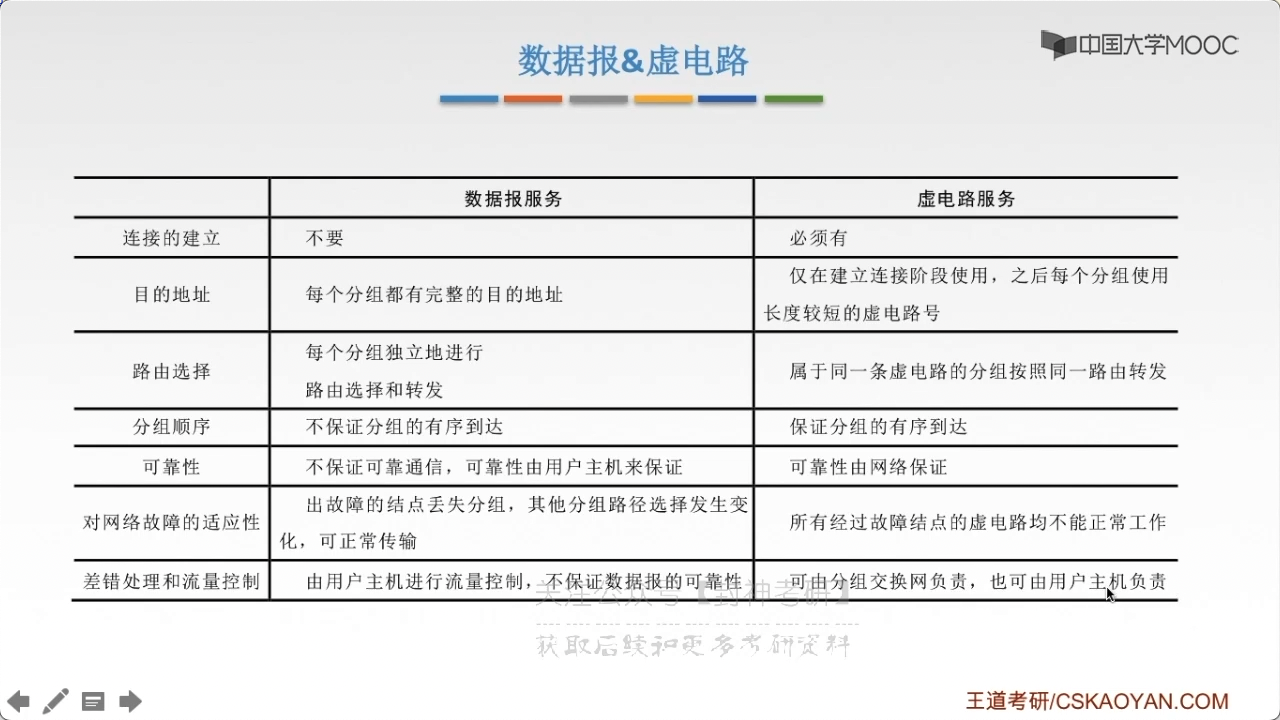 数据报&虚电路
中国大学MOOC
数据报服务 虚电路服务
连接的建立 不要 必须有
目的地址 每个分组都有完整的目的地址 仅在建立连接阶段使用，之后每个分组使用
长度较短的虚电路号
路由选择 每个分组独立地进行
路由选择和转发 属于同一条虚电路的分组按照同一路由转发
分组顺序 不保证分组的有序到达 保证分组的有序到达
可靠性 不保证可靠通信，可靠性由用户主机来保证 可靠性由网络保证
对网络故障的适应性 出故障的结点丢失分组，其他分组路径选择发生变
化，可正常传输 所有经过故障结点的虚电路均不能正常工作
差错处理和流量控制 由用户主机进行流量控制，不保证数据报的可靠性 可由分组交换网负责，也可由用户主机负责
关注公众号【封神考研】
获取后续和更多考研资料
王道考研/CSKAOYAN.COM